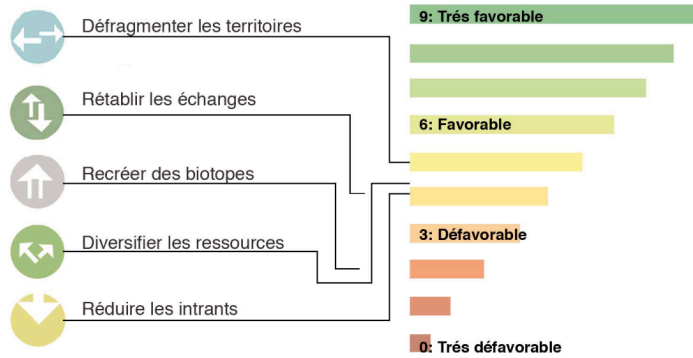 Défragmenter les territoires
Rétablir les échanges
Recréer des biotopes
Diversifier les ressources
Réduire les intrants
9: Trés favorable
6: Favorable
3: Défavorable
0: Trés défavorable